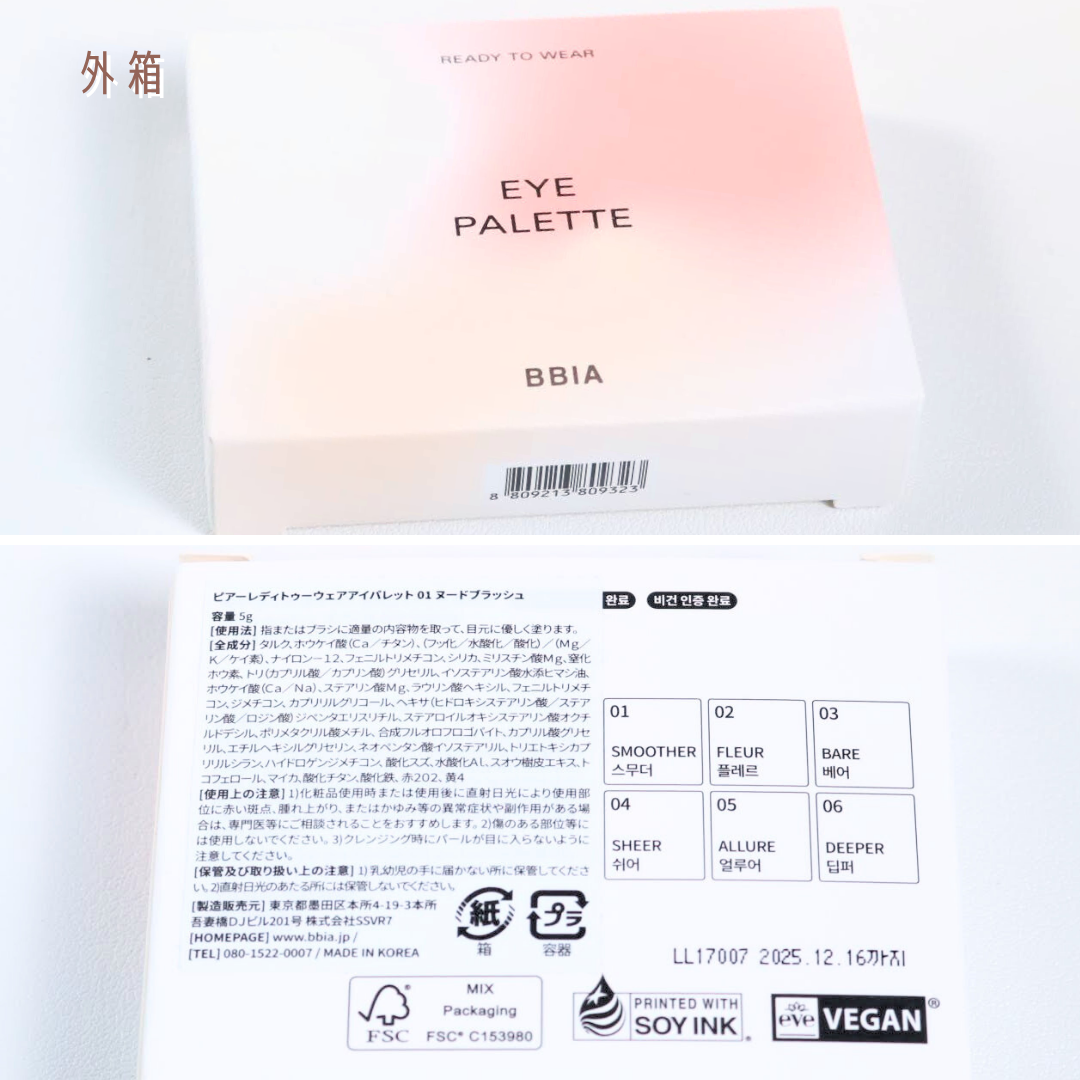 外箱
READY TO WEAR
EYE
PALETTE
BBIA
8 809213 809323
ピアーレディトゥーウェアアイパレット 01 ヌードブラッシュ
容量 5g
[使用法] 指またはブラシに適量の内容物を取って、目元に優しく塗ります。
[全成分] タルク、ホウケイ酸(Ca/チタン)、(フッ化/水酸化/酸化)/(Mg/
K/ケイ素)、ナイロン-12、フェニルトリメチコン、シリカ、ミリスチン酸Mg、窒化
ホウ素、トリ(カプリル酸/カプリン酸)グリセリル、イソステアリン酸水添ヒマシ油、
ホウケイ酸(Ca/Na)、ステアリン酸Mg、ラウリン酸ヘキシル、フェニルトリメチ
コン、ジメチコン、カプリリルグリコール、ヘキサ(ヒドロキシステアリン酸/ステア
リン酸/ロジン酸)ジペンタエリスリチル、ステアロイルオキシステアリン酸オクチ
ルドデシル、ポリメタクリル酸メチル、合成フルオロフロゴパイト、カプリル酸グリセ
リル、エチルヘキシルグリセリン、ネオペンタン酸イソステアリル、トリエトキシカプ
リリルシラン、ハイドロゲンジメチコン、酸化スズ、水酸化AL、スオウ樹皮エキス、ト
コフェロール、マイカ、酸化チタン、酸化鉄、赤202、黄4
[使用上の注意] 1)化粧品使用時または使用後に直射日光により使用部
位に赤い斑点、腫れ上がり、またはかゆみ等の異常症状や副作用がある場
合は、専門医等にご相談されることをおすすめします。2)傷のある部位等に
は使用しないでください。3)クレンジング時にパールが目に入らないように
注意してください。
[保管及び取り扱い上の注意] 1)乳幼児の手に届かない所に保管してくださ
い。2)直射日光のあたる所には保管しないでください。
[製造販売元] 東京都墨田区本所4-19-3本所
吾妻橋DJビル201号 株式会社SSVR7
[HOMEPAGE] www.bbia.jp /
[TEL] 080-1522-0007 / MADE IN KOREA
紙
箱
プラ
容器
완료 비건 인증 완료
01
SMOOTHER
스무더
02
FLEUR
플레르
03
BARE
베어
04
SHEER
쉬어
05
ALLURE
얼루어
06
DEEPER
딥퍼
LL17007 2025.12.16까지
FSC
MIX
Packaging
FSC® C153980
PRINTED WITH
SOY INK
eve VEGAN®